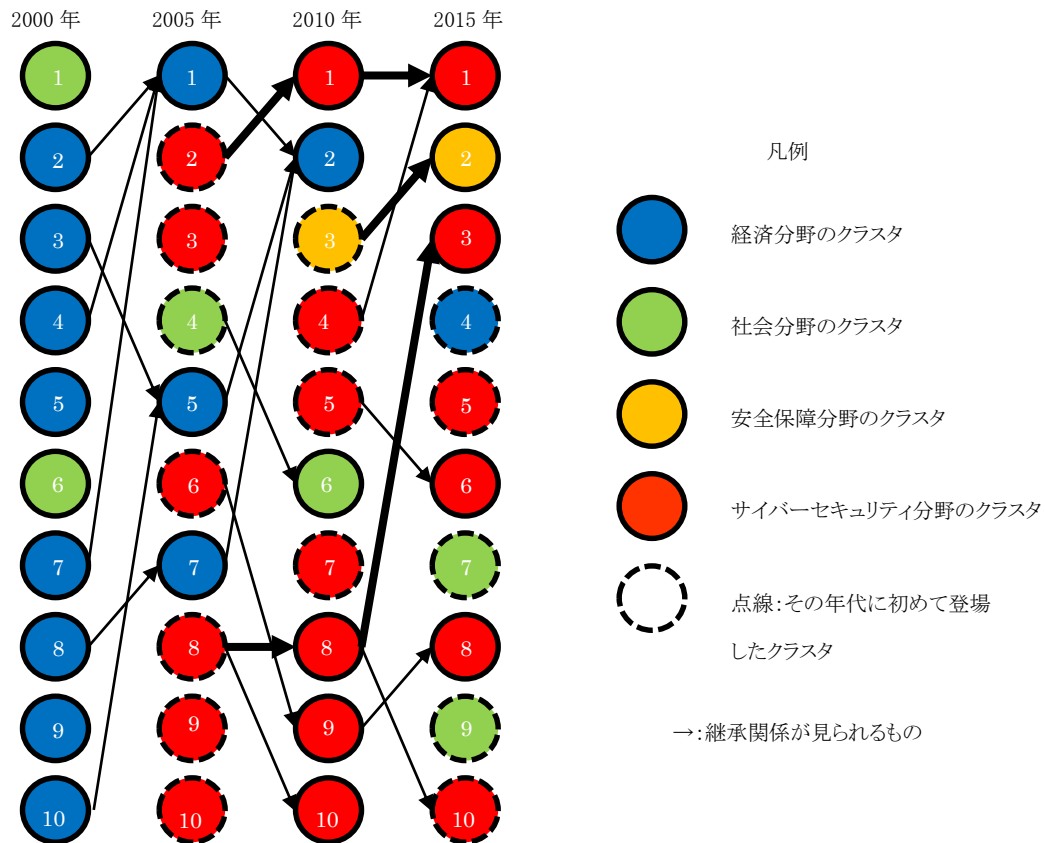 2000 年 2005 年 2010 年 2015 年
1 1 1 1
2 2 2 2
3 3 3 3
4 4 4 4
5 5 5 5
6 6 6 6
7 7 7 7
8 8 8 8
9 9 9 9
10 10 10 10
凡例
経済分野のクラスタ
社会分野のクラスタ
安全保障分野のクラスタ
サイバーセキュリティ分野のクラスタ
点線:その年代に初めて登場
したクラスタ
→:継承関係が見られるもの